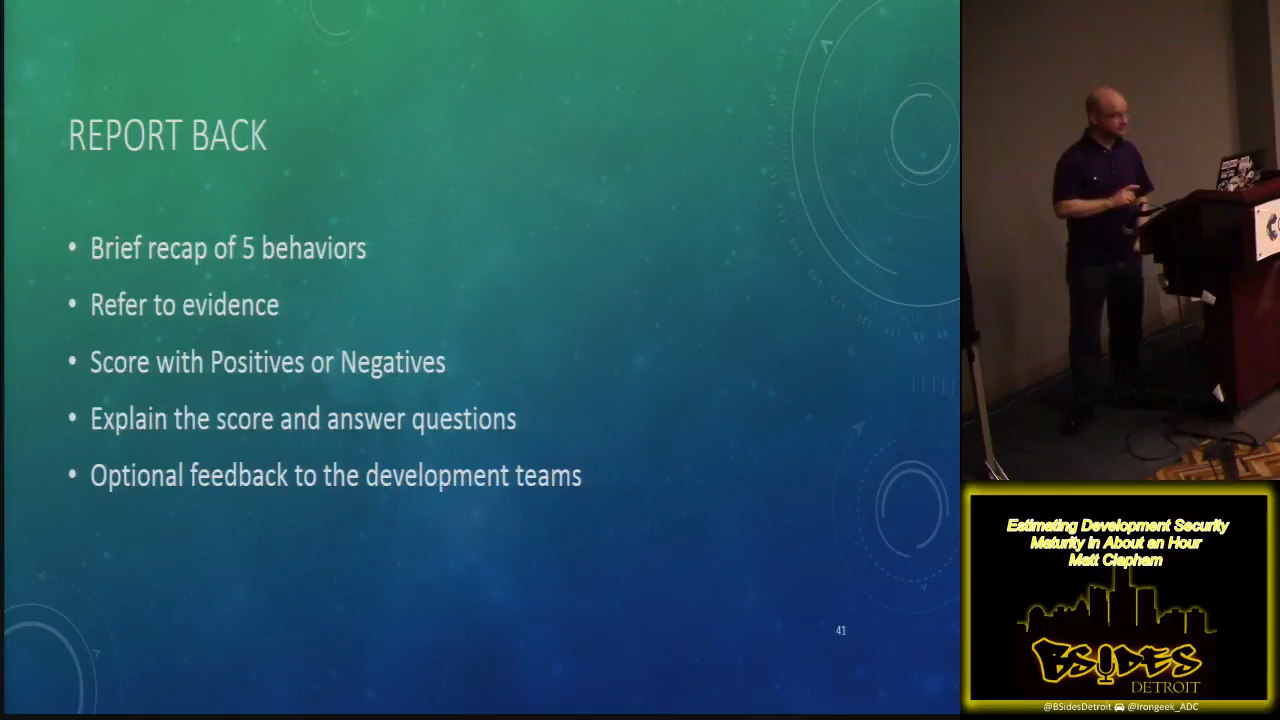 REPORT BACK
• Brief recap of 5 behaviors
• Refer to evidence
• Score with Positives or Negatives
• Explain the score and answer questions
• Optional feedback to the development teams
41
Estimating Development Security
Maturity in About an Hour
Matt Clapham
BSIDES
DETROIT
@BSidesDetroit @Irongeek_ADC